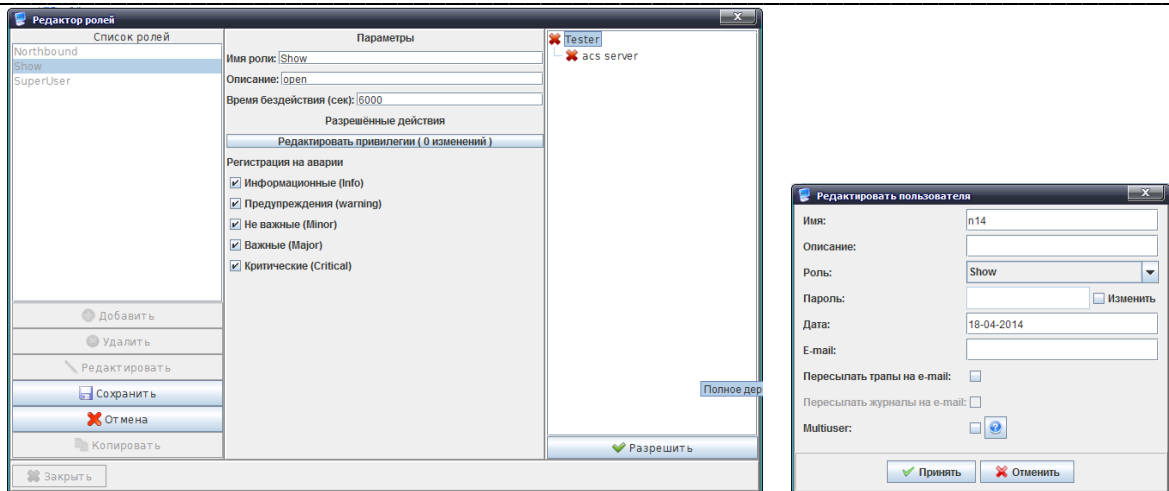 Редактор ролей
Список ролей
Northbound
Show
SuperUser
Добавить
Удалить
Редактировать
Сохранить
Отмена
Копировать
Закрыть
Параметры
Имя роли: Show
Описание: open
Время бездействия (сек): 6000
Разрешённые действия
Редактировать привилегии ( 0 изменений )
Регистрация на аварии
Информационные (Info)
Предупреждения (warning)
Не важные (Minor)
Важные (Major)
Критические (Critical)
Tester
acs server
Полное дер
Разрешить
Редактировать пользователя
Имя: n14
Описание:
Роль: Show
Пароль: Изменить
Дата: 18-04-2014
E-mail:
Пересылать трапы на e-mail:
Пересылать журналы на e-mail:
Multiuser:
Принять Отменить